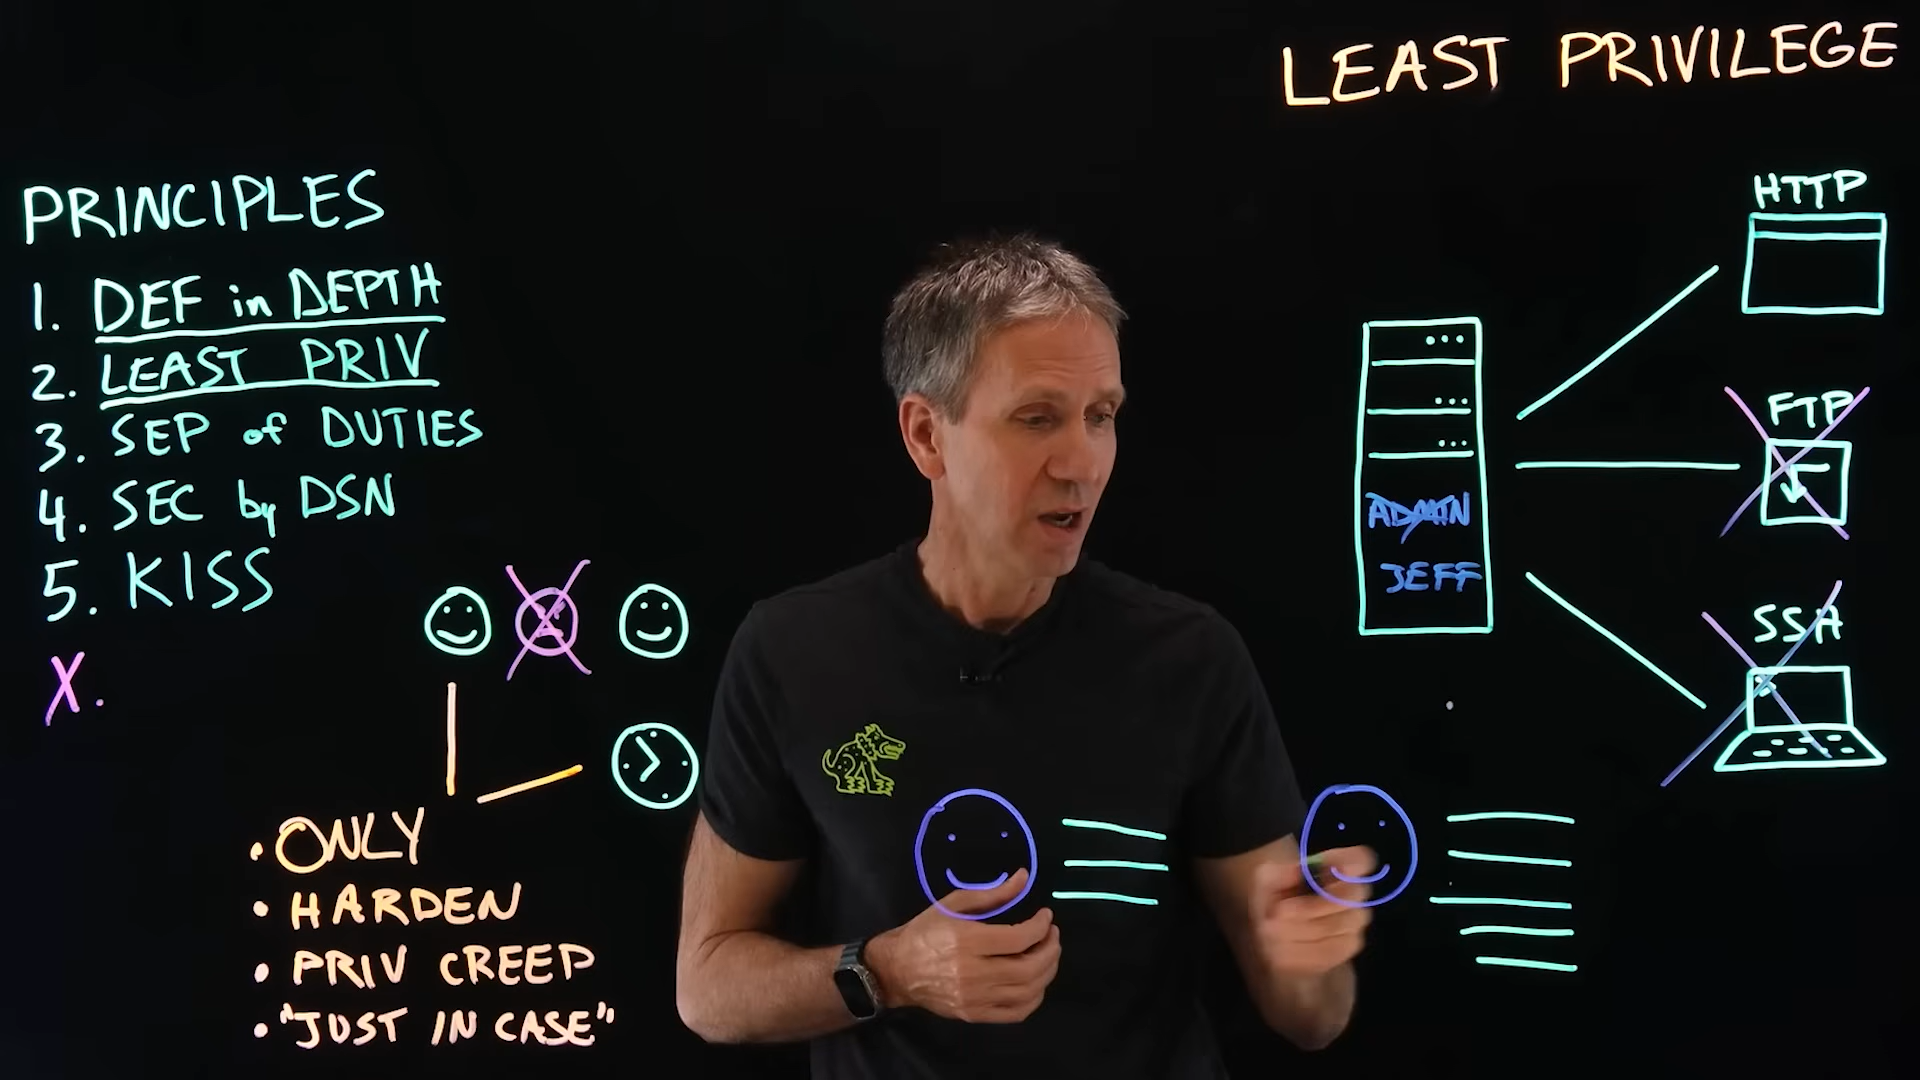 LEAST PRIVILEGE
PRINCIPLES
1. DEF in DEPTH
2. LEAST PRIV
3. SEP of DUTIES
4. SEC by DSN
5. KISS
X.
• ONLY
• HARDEN
• PRIV CREEP
• "JUST IN CASE"
ADMIN
JEFF
HTTP
FTP
SSH